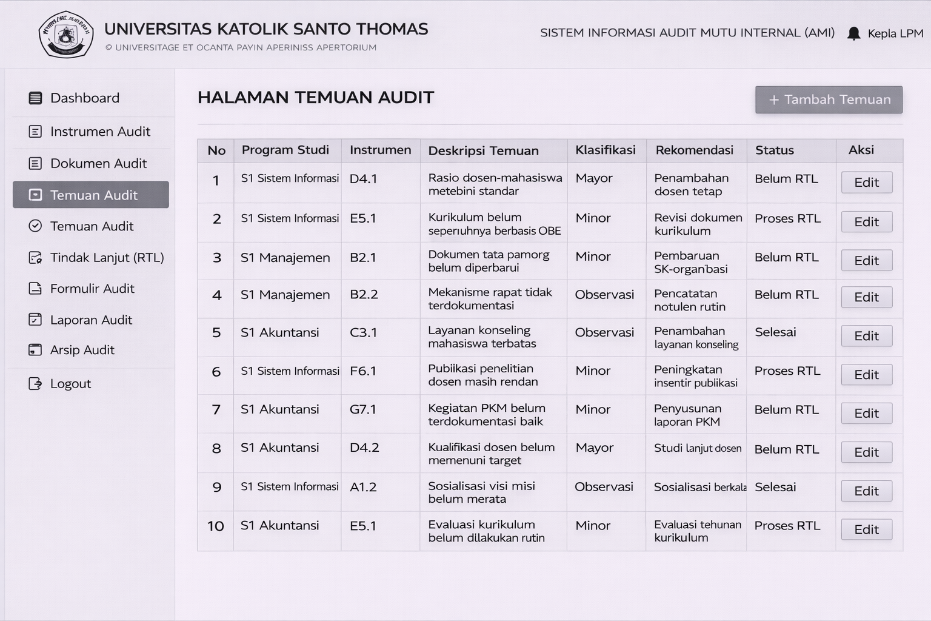 UNIVERSITAS KATOLIK SANTO THOMAS
© UNIVERSITAGE ET OCANTA PAYIN APERINISS APERTORIUM
SISTEM INFORMASI AUDIT MUTU INTERNAL (AMI) Kepla LPM
Dashboard
Instrumen Audit
Dokumen Audit
Temuan Audit
Temuan Audit
Tindak Lanjut (RTL)
Formulir Audit
Laporan Audit
Arsip Audit
Logout
HALAMAN TEMUAN AUDIT
+ Tambah Temuan
No Program Studi Instrumen Deskripsi Temuan Klasifikasi Rekomendasi Status Aksi
1 S1 Sistem Informasi D4.1 Rasio dosen-mahasiswa Mayor Penambahan Belum RTL Edit
metebini standar dosen tetap
2 S1 Sistem Informasi E5.1 Kurikulum belum Minor Revisi dokumen Proses RTL Edit
sepenuhnya berbasis OBE kurikulum
3 S1 Manajemen B2.1 Dokumen tata pamorg Minor Pembaruan Belum RTL Edit
belum diperbarui SK-organ'basi
4 S1 Manajemen B2.2 Mekanisme rapat tidak Observasi Pencatatan Belum RTL Edit
terdokumentasi notulen rutin
5 S1 Akuntansi C3.1 Layanan konseling Observasi Penambahan Selesai Edit
mahasiswa terbatas layanan konseling
6 S1 Sistem Informasi F6.1 Publikasi penelitian Minor Peningkatan Proses RTL Edit
dosen masih rendan insentir publikasi
7 S1 Akuntansi G7.1 Kegiatan PKM belum Minor Penyusunan Belum RTL Edit
terdokumentasi baik laporan PKM
8 S1 Akuntansi D4.2 Kualifikasi dosen belum Mayor Studi lanjut dosen Belum RTL Edit
memenuni target
9 S1 Sistem Informasi A1.2 Sosialisasi visi misi Observasi Sosialisasi berkala Selesai Edit
belum merata
10 S1 Akuntansi E5.1 Evaluasi kurikulum Minor Evaluasi tehunan Proses RTL Edit
belum dilakukan rutin kurikulum